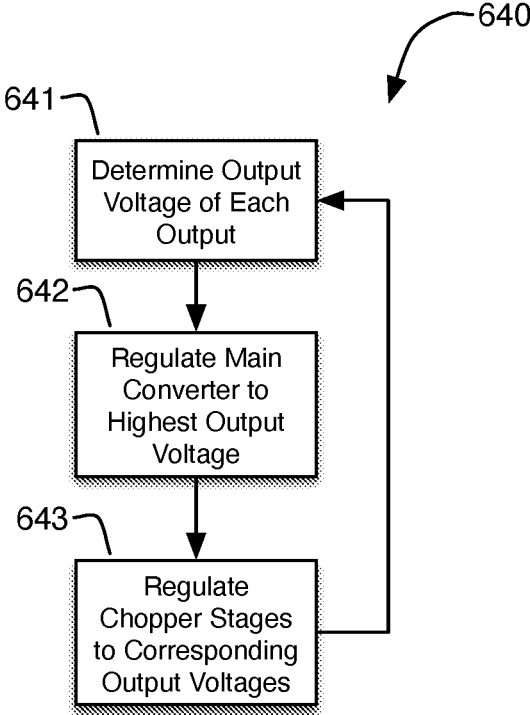 640
641
Determine Output
Voltage of Each
Output
642
Regulate Main
Converter to
Highest Output
Voltage
643
Regulate
Chopper Stages
to Corresponding
Output Voltages